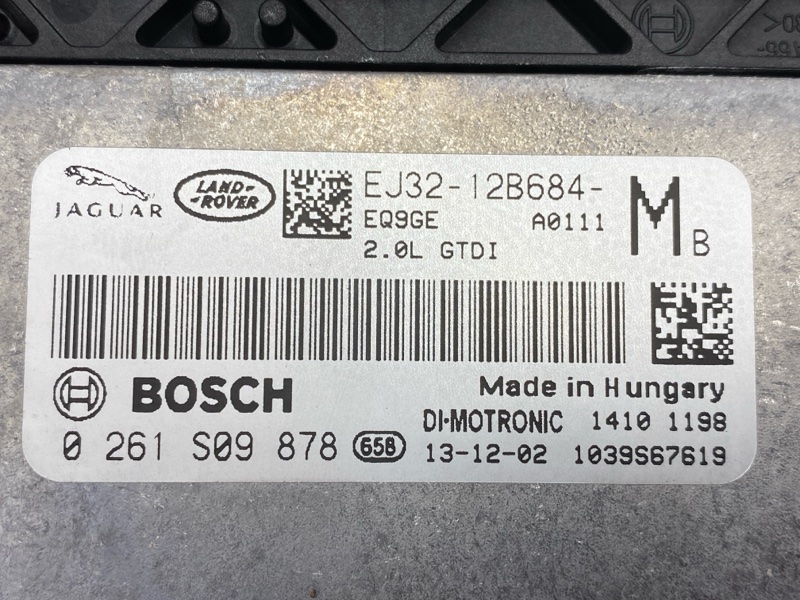 JAGUAR
LAND-ROVER
EJ32-12B684-
EQ9GE A0111
2.0L GTDI
MB
BOSCH
Made in Hungary
DI-MOTRONIC 1410 1198
0 261 S09 878 658 13-12-02 1039S67619